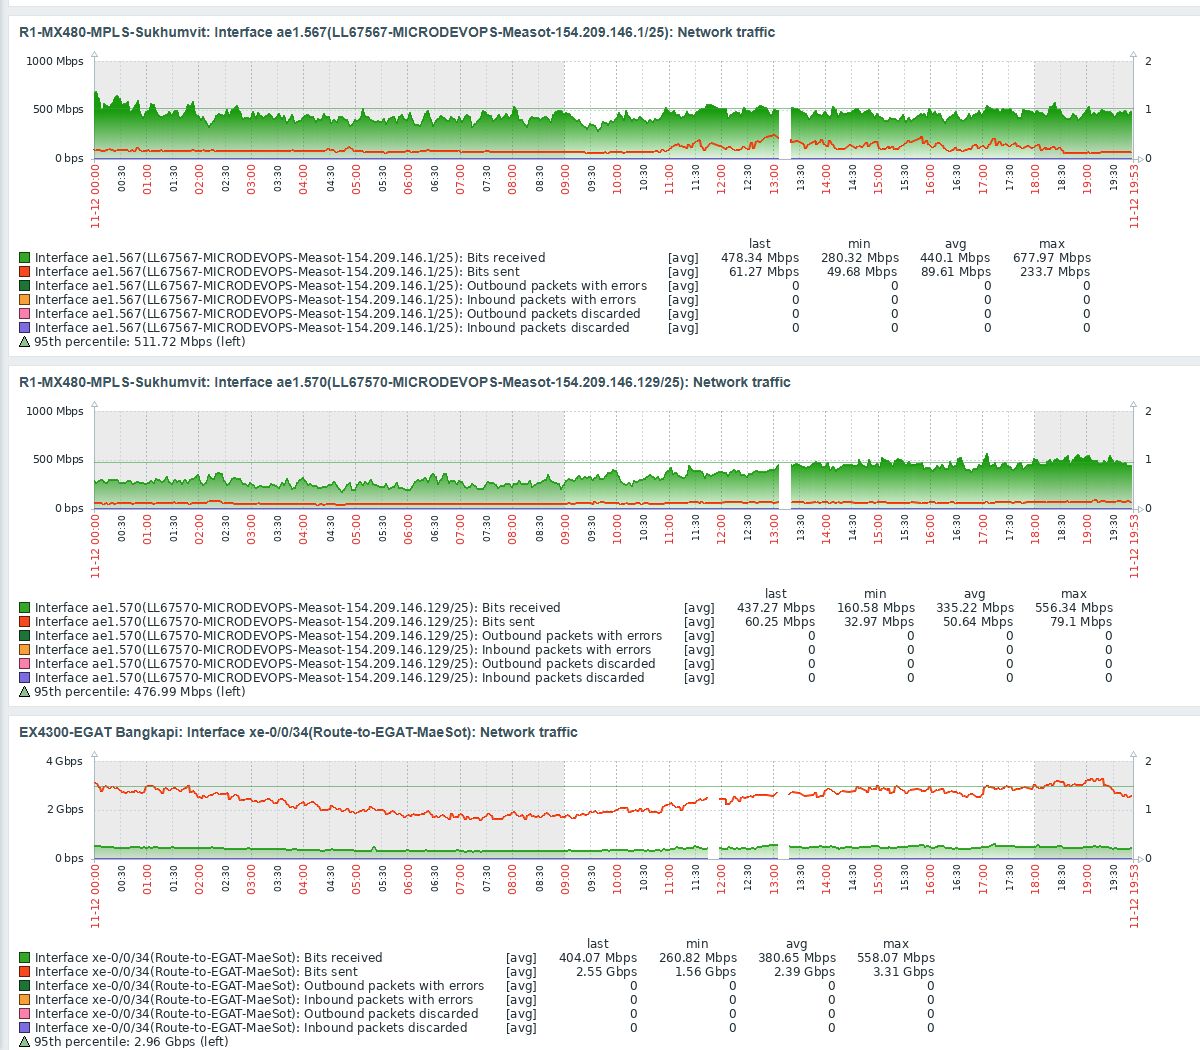 R1-MX480-MPLS-Sukhumvit: Interface ae1.567(LL67567-MICRODEVOPS-Measot-154.209.146.1/25): Network traffic
1000 Mbps 2
500 Mbps 1
0 bps 0
11-12 00:00 00:30 01:00 01:30 02:00 02:30 03:00 03:30 04:00 04:30 05:00 05:30 06:00 06:30 07:00 07:30 08:00 08:30 09:00 09:30 10:00 10:30 11:00 11:30 12:00 12:30 13:00 13:30 14:00 14:30 15:00 15:30 16:00 16:30 17:00 17:30 18:00 18:30 19:00 19:30 11-12 19:53
last min avg max
Interface ae1.567(LL67567-MICRODEVOPS-Measot-154.209.146.1/25): Bits received [avg] 478.34 Mbps 280.32 Mbps 440.1 Mbps 677.97 Mbps
Interface ae1.567(LL67567-MICRODEVOPS-Measot-154.209.146.1/25): Bits sent [avg] 61.27 Mbps 49.68 Mbps 89.61 Mbps 233.7 Mbps
Interface ae1.567(LL67567-MICRODEVOPS-Measot-154.209.146.1/25): Outbound packets with errors [avg] 0 0 0 0
Interface ae1.567(LL67567-MICRODEVOPS-Measot-154.209.146.1/25): Inbound packets with errors [avg] 0 0 0 0
Interface ae1.567(LL67567-MICRODEVOPS-Measot-154.209.146.1/25): Outbound packets discarded [avg] 0 0 0 0
Interface ae1.567(LL67567-MICRODEVOPS-Measot-154.209.146.1/25): Inbound packets discarded [avg] 0 0 0 0
95th percentile: 511.72 Mbps (left)
R1-MX480-MPLS-Sukhumvit: Interface ae1.570(LL67570-MICRODEVOPS-Measot-154.209.146.129/25): Network traffic
1000 Mbps 2
500 Mbps 1
0 bps 0
11-12 00:00 00:30 01:00 01:30 02:00 02:30 03:00 03:30 04:00 04:30 05:00 05:30 06:00 06:30 07:00 07:30 08:00 08:30 09:00 09:30 10:00 10:30 11:00 11:30 12:00 12:30 13:00 13:30 14:00 14:30 15:00 15:30 16:00 16:30 17:00 17:30 18:00 18:30 19:00 19:30 11-12 19:53
last min avg max
Interface ae1.570(LL67570-MICRODEVOPS-Measot-154.209.146.129/25): Bits received [avg] 437.27 Mbps 160.58 Mbps 335.22 Mbps 556.34 Mbps
Interface ae1.570(LL67570-MICRODEVOPS-Measot-154.209.146.129/25): Bits sent [avg] 60.25 Mbps 32.97 Mbps 50.64 Mbps 79.1 Mbps
Interface ae1.570(LL67570-MICRODEVOPS-Measot-154.209.146.129/25): Outbound packets with errors [avg] 0 0 0 0
Interface ae1.570(LL67570-MICRODEVOPS-Measot-154.209.146.129/25): Inbound packets with errors [avg] 0 0 0 0
Interface ae1.570(LL67570-MICRODEVOPS-Measot-154.209.146.129/25): Outbound packets discarded [avg] 0 0 0 0
Interface ae1.570(LL67570-MICRODEVOPS-Measot-154.209.146.129/25): Inbound packets discarded [avg] 0 0 0 0
95th percentile: 476.99 Mbps (left)
EX4300-EGAT Bangkapi: Interface xe-0/0/34(Route-to-EGAT-MaeSot): Network traffic
4 Gbps 2
2 Gbps 1
0 bps 0
11-12 00:00 00:30 01:00 01:30 02:00 02:30 03:00 03:30 04:00 04:30 05:00 05:30 06:00 06:30 07:00 07:30 08:00 08:30 09:00 09:30 10:00 10:30 11:00 11:30 12:00 12:30 13:00 13:30 14:00 14:30 15:00 15:30 16:00 16:30 17:00 17:30 18:00 18:30 19:00 19:30 11-12 19:53
last min avg max
Interface xe-0/0/34(Route-to-EGAT-MaeSot): Bits received [avg] 404.07 Mbps 260.82 Mbps 380.65 Mbps 558.07 Mbps
Interface xe-0/0/34(Route-to-EGAT-MaeSot): Bits sent [avg] 2.55 Gbps 1.56 Gbps 2.39 Gbps 3.31 Gbps
Interface xe-0/0/34(Route-to-EGAT-MaeSot): Outbound packets with errors [avg] 0 0 0 0
Interface xe-0/0/34(Route-to-EGAT-MaeSot): Inbound packets with errors [avg] 0 0 0 0
Interface xe-0/0/34(Route-to-EGAT-MaeSot): Outbound packets discarded [avg] 0 0 0 0
Interface xe-0/0/34(Route-to-EGAT-MaeSot): Inbound packets discarded [avg] 0 0 0 0
95th percentile: 2.96 Gbps (left)